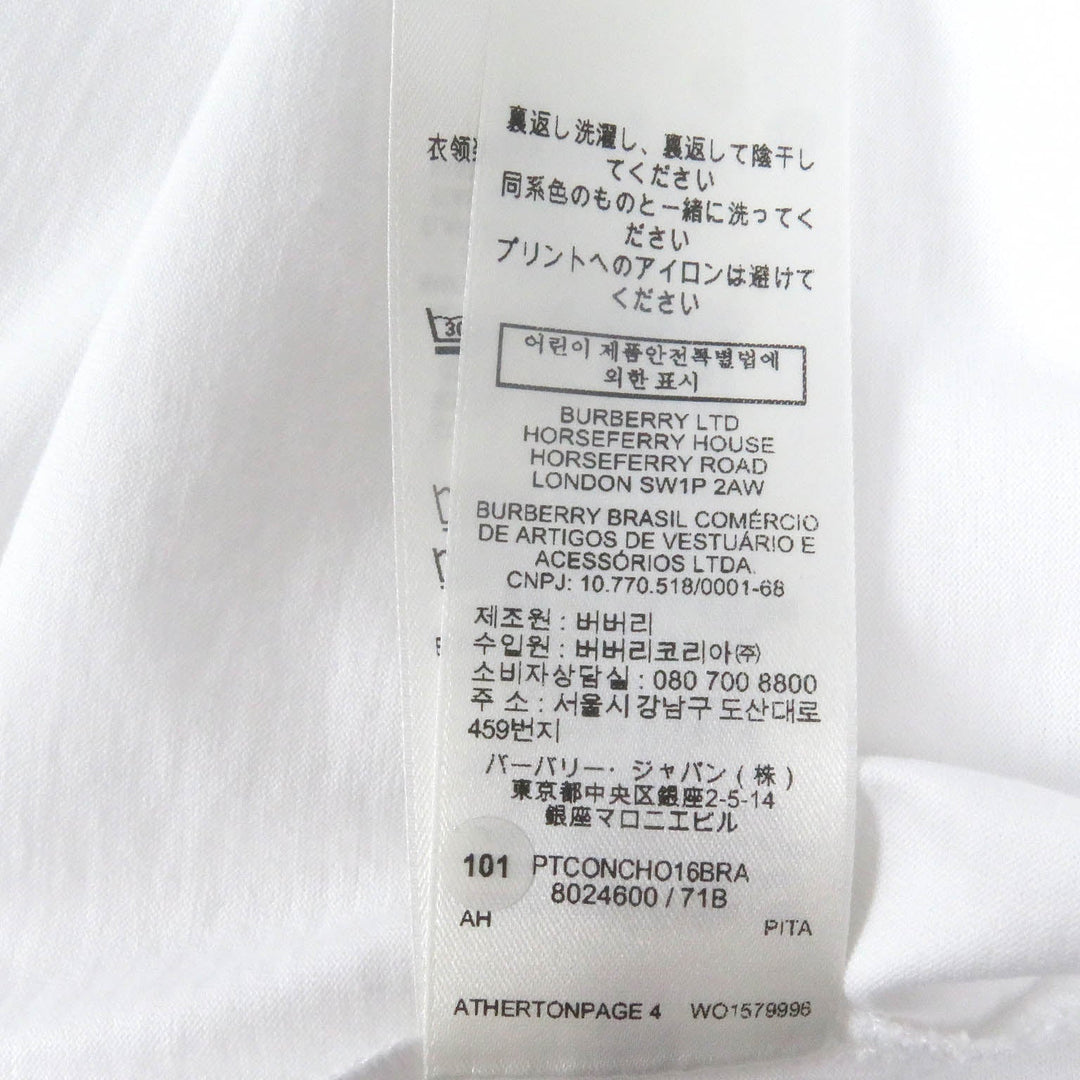 衣领
30
裏返し洗濯し、裏返して陰干し
てください
同系色のものと一緒に洗ってく
ださい
プリントへのアイロンは避けて
ください
어린이 제품안전특별법에
의한 표시
BURBERRY LTD
HORSEFERRY HOUSE
HORSEFERRY ROAD
LONDON SW1P 2AW
BURBERRY BRASIL COMÉRCIO
DE ARTIGOS DE VESTUÁRIO E
ACESSÓRIOS LTDA.
CNPJ: 10.770.518/0001-68
제조원 : 버버리
수입원 : 버버리코리아㈜
소비자상담실 : 080 700 8800
주 소 : 서울시 강남구 도산대로
459번지
バーバリー・ジャパン(株)
東京都中央区銀座2-5-14
銀座マロニエビル
101 PTCONCHO16BRA
8024600 / 71B
AH PITA
ATHERTONPAGE 4 WO1579996